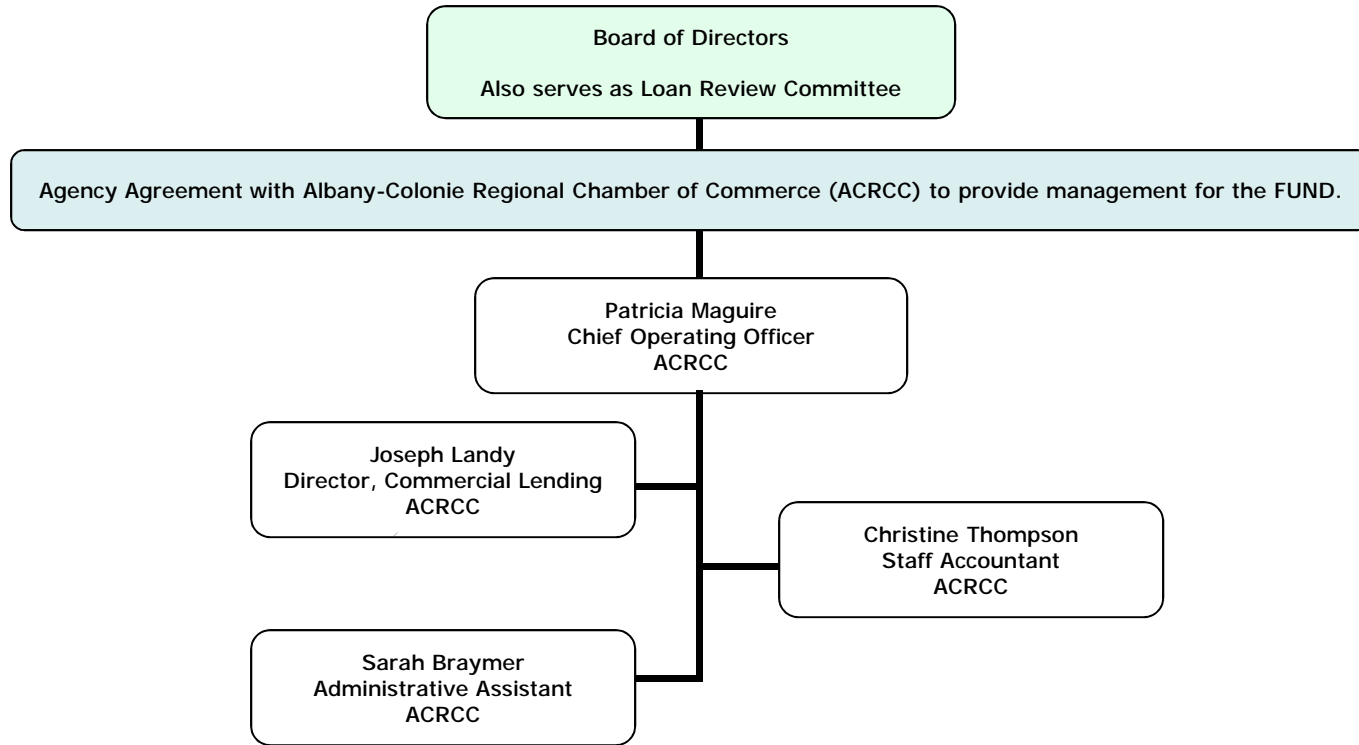 Board of Directors
Also serves as Loan Review Committee
Agency Agreement with Albany-Colonie Regional Chamber of Commerce (ACRCC) to provide management for the FUND.
Patricia Maguire
Chief Operating Officer
ACRCC
Joseph Landy
Director, Commercial Lending
ACRCC
Christine Thompson
Staff Accountant
ACRCC
Sarah Braymer
Administrative Assistant
ACRCC